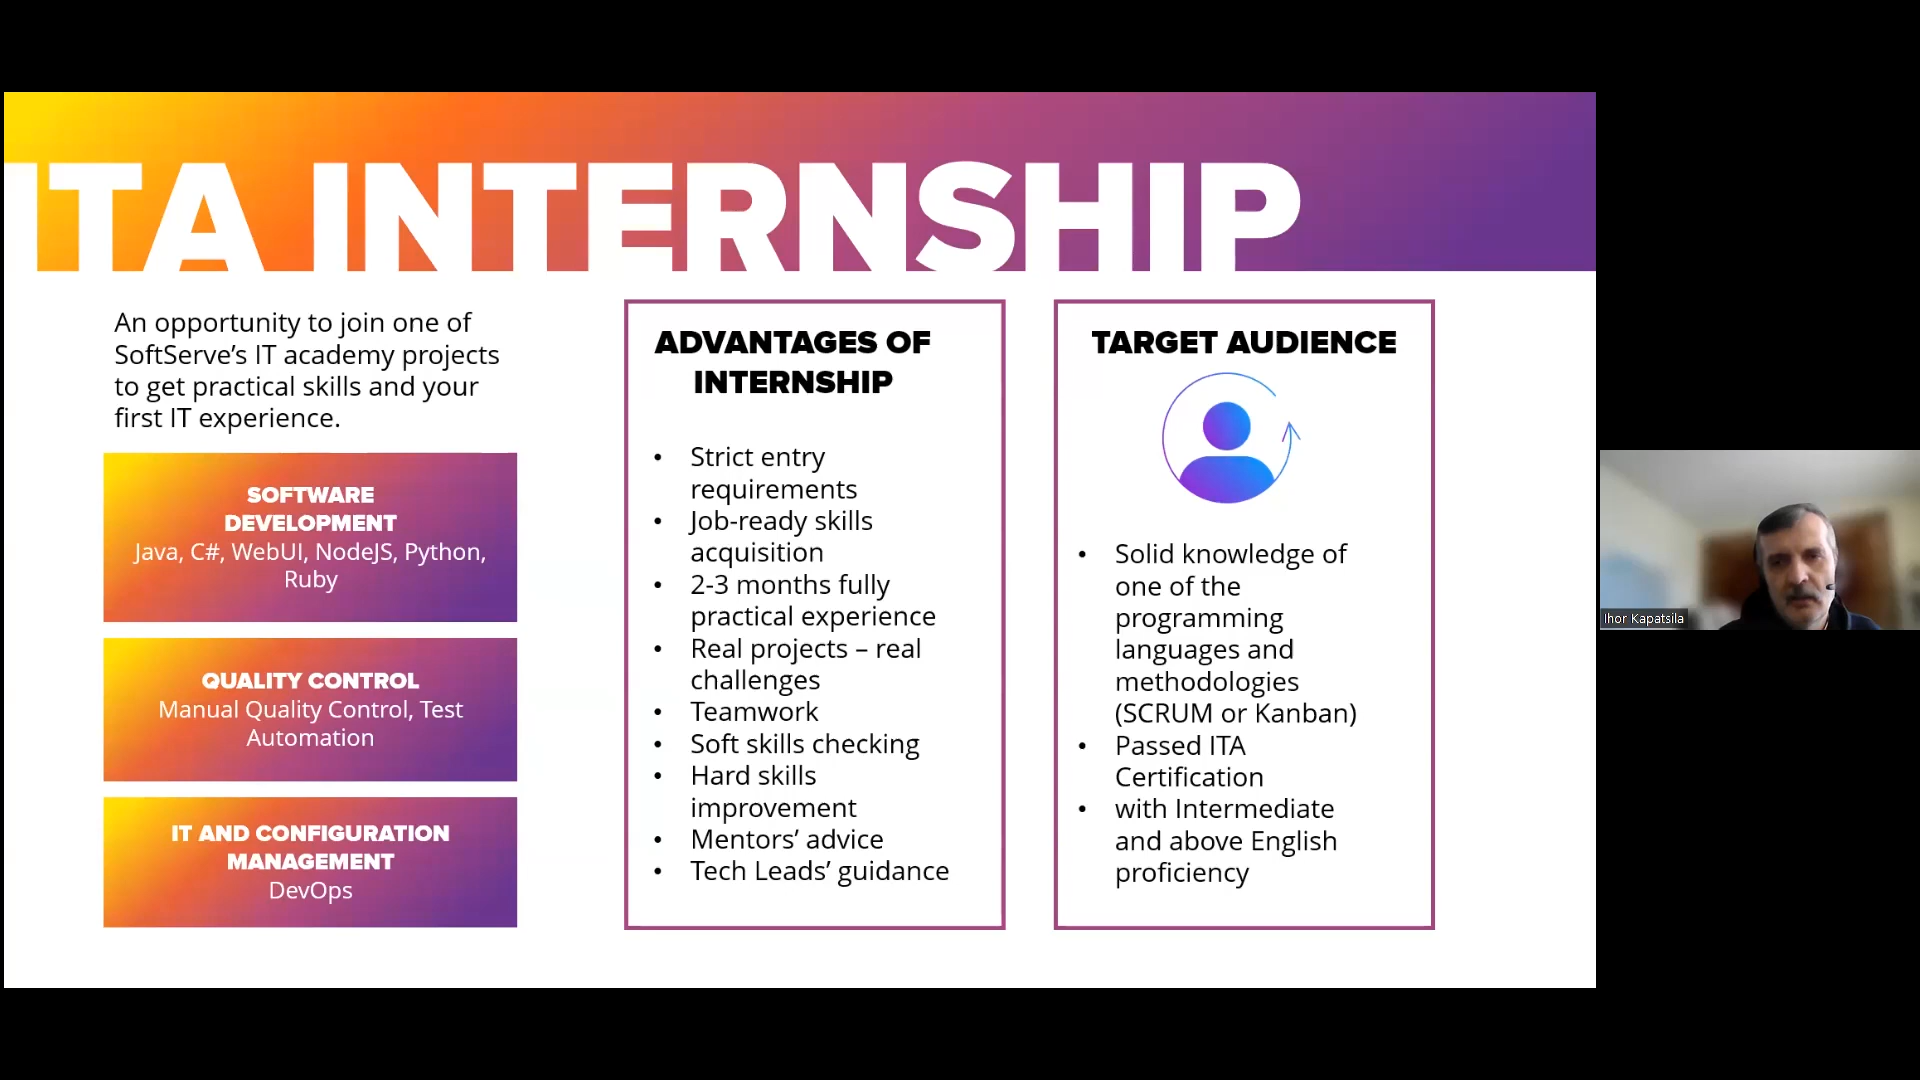 ITA INTERNSHIP
An opportunity to join one of
SoftServe’s IT academy projects
to get practical skills and your
first IT experience.
SOFTWARE
DEVELOPMENT
Java, C#, WebUI, NodeJS, Python,
Ruby
QUALITY CONTROL
Manual Quality Control, Test
Automation
IT AND CONFIGURATION
MANAGEMENT
DevOps
ADVANTAGES OF
INTERNSHIP
• Strict entry
requirements
• Job-ready skills
acquisition
• 2-3 months fully
practical experience
• Real projects – real
challenges
• Teamwork
• Soft skills checking
• Hard skills
improvement
• Mentors’ advice
• Tech Leads’ guidance
TARGET AUDIENCE
• Solid knowledge of
one of the
programming
languages and
methodologies
(SCRUM or Kanban)
• Passed ITA
Certification
• with Intermediate
and above English
proficiency
Ihor Kapatsila